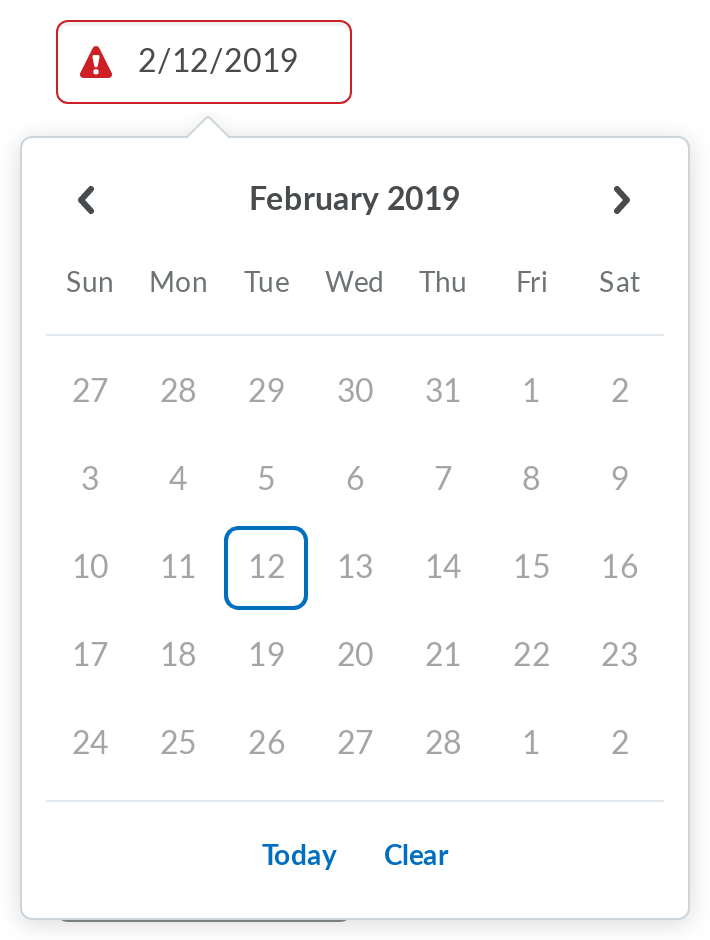 2/12/2019
February 2019
Sun Mon Tue Wed Thu Fri Sat
27 28 29 30 31 1 2
3 4 5 6 7 8 9
10 11 12 13 14 15 16
17 18 19 20 21 22 23
24 25 26 27 28 1 2
Today Clear